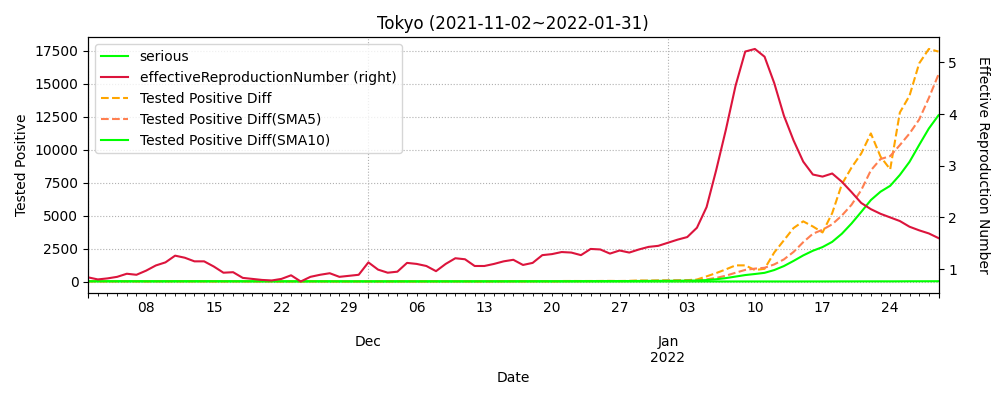 Tokyo (2021-11-02~2022-01-31)
serious
effectiveReproductionNumber (right)
Tested Positive Diff
Tested Positive Diff(SMA5)
Tested Positive Diff(SMA10)
Tested Positive
17500
15000
12500
10000
7500
5000
2500
0
Effective Reproduction Number
5
4
3
2
1
08 15 22 29 06 13 20 27 03 10 17 24
Dec Jan
2022
Date